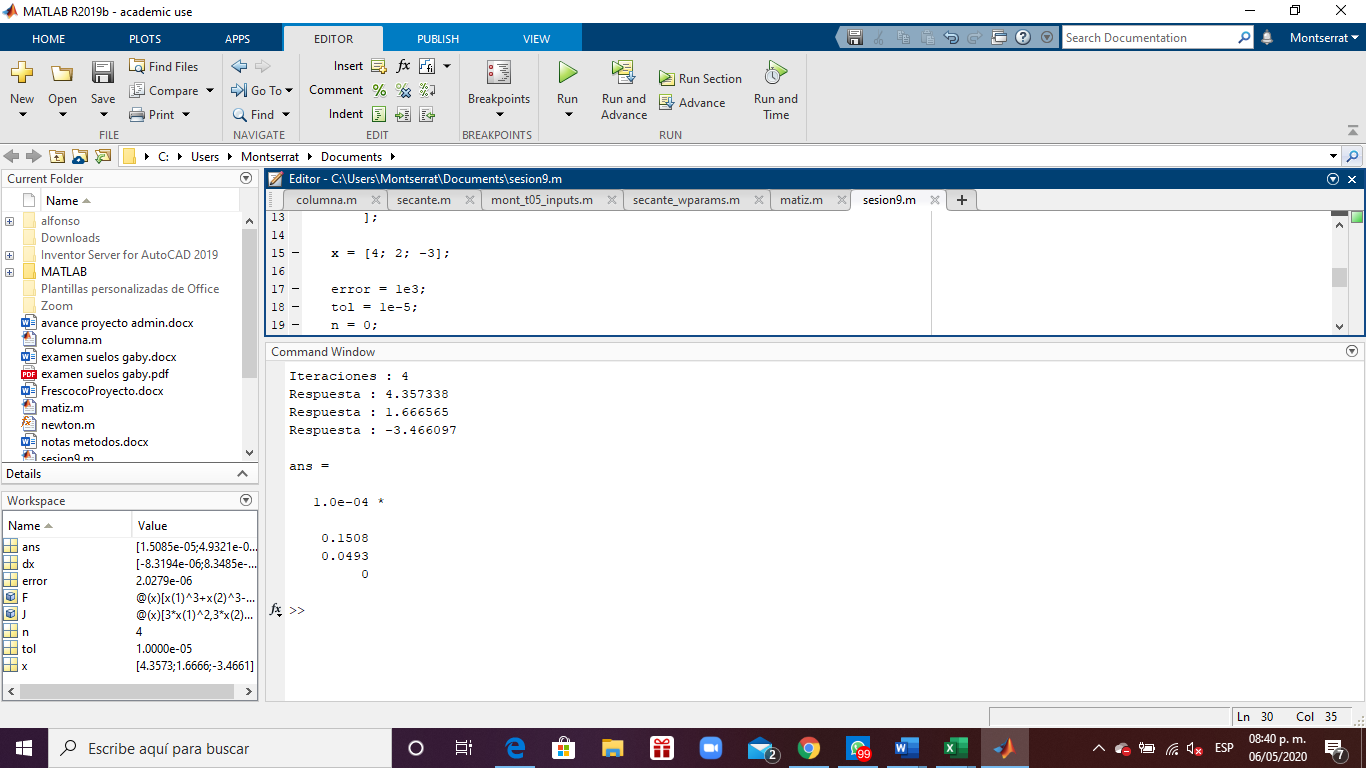 MATLAB R2019b - academic use
HOME PLOTS APPS EDITOR PUBLISH VIEW
Search Documentation
Montserrat
New
Open
Save
Find Files
Compare
Print
FILE
Go To
Find
NAVIGATE
Insert fx
Comment
Indent
EDIT
Breakpoints
BREAKPOINTS
Run
Run and Advance
Run Section
Advance
Run and Time
RUN
C: Users Montserrat Documents
Current Folder
Name
alfonso
Downloads
Inventor Server for AutoCAD 2019
MATLAB
Plantillas personalizadas de Office
Zoom
avance proyecto admin.docx
columna.m
examen suelos gaby.docx
examen suelos gaby.pdf
FrescocoProyecto.docx
matiz.m
newton.m
notas metodos.docx
sesion9.m
Details
Workspace
Name Value
ans [1.5085e-05;4.9321e-0...
dx [-8.3194e-06;8.3485e-...
error 2.0279e-06
F @(x)[x(1)^3+x(2)^3-...
J @(x)[3*x(1)^2,3*x(2)...
n 4
tol 1.0000e-05
x [4.3573;1.6666;-3.4661]
Editor - C:\Users\Montserrat\Documents\sesion9.m
columna.m secante.m mont_t05_inputs.m secante_wparams.m matiz.m sesion9.m
13 ];
14
15 – x = [4; 2; -3];
16
17 – error = 1e3;
18 – tol = 1e-5;
19 – n = 0;
Command Window
Iteraciones : 4
Respuesta : 4.357338
Respuesta : 1.666565
Respuesta : -3.466097
ans =
1.0e-04 *
0.1508
0.0493
0
fx >>
Ln 30 Col 35
Escribe aquí para buscar
2
99
ESP
08:40 p. m.
06/05/2020
7